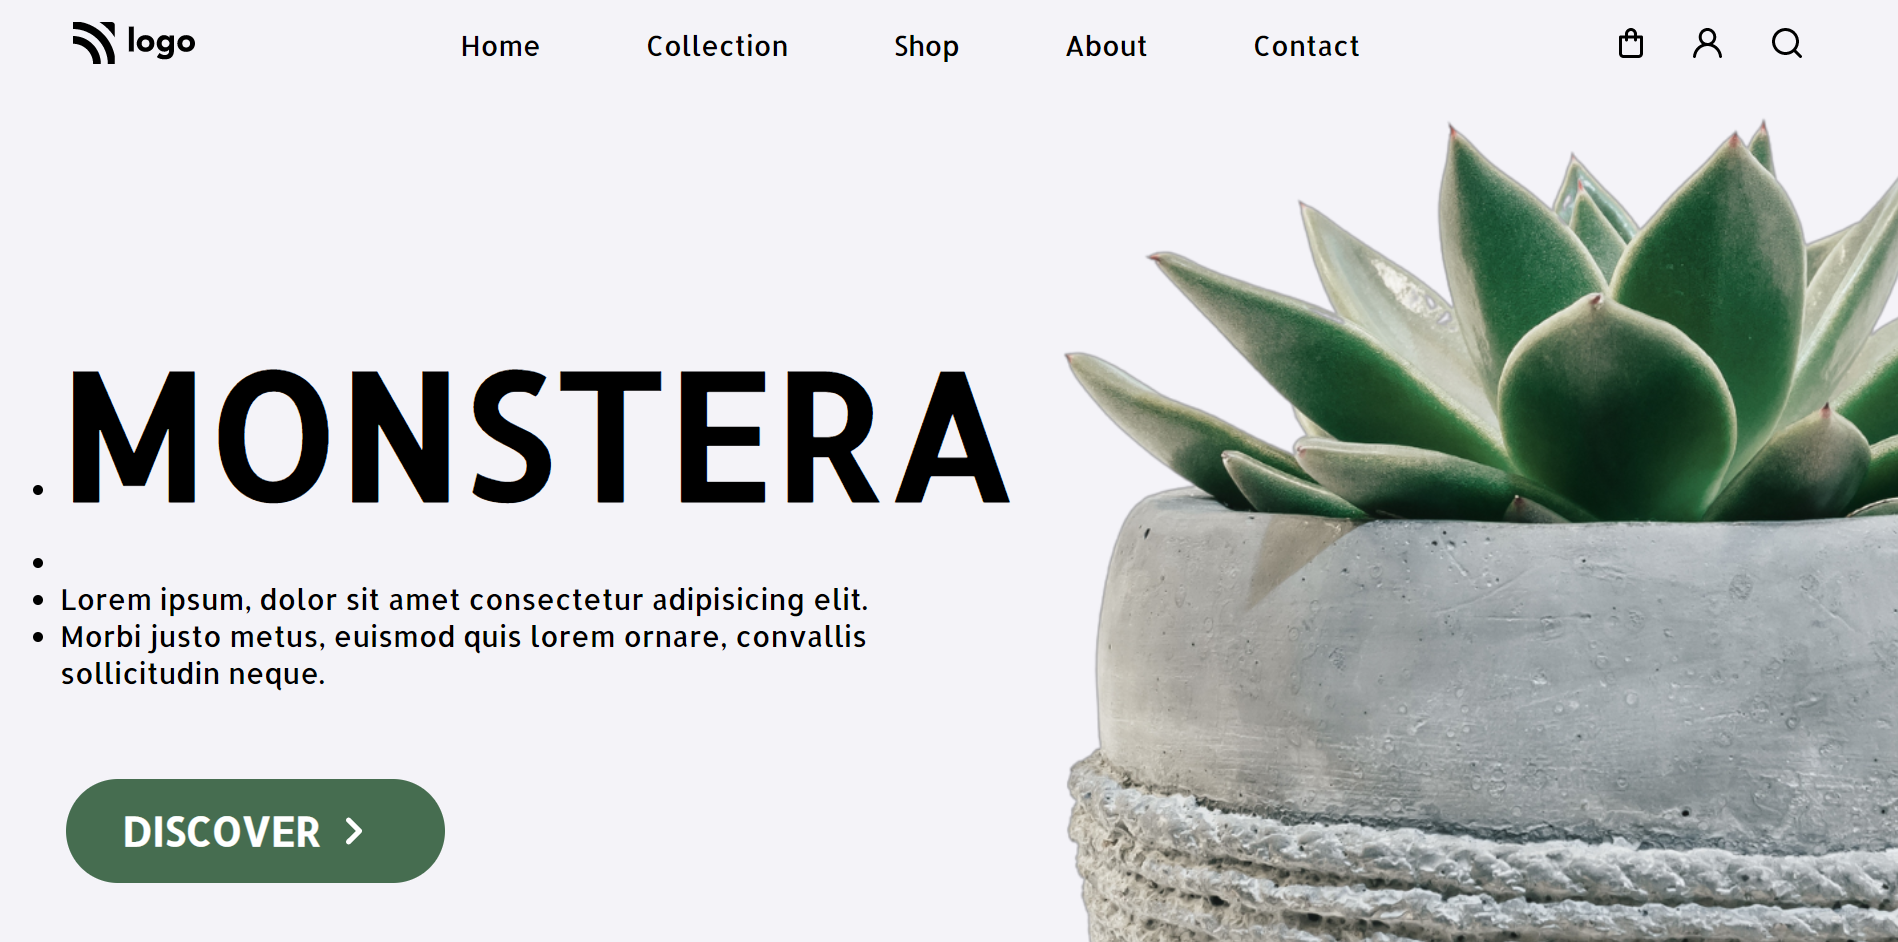 logo
Home
Collection
Shop
About
Contact
MONSTERA
Lorem ipsum, dolor sit amet consectetur adipisicing elit.
Morbi justo metus, euismod quis lorem ornare, convallis
sollicitudin neque.
DISCOVER